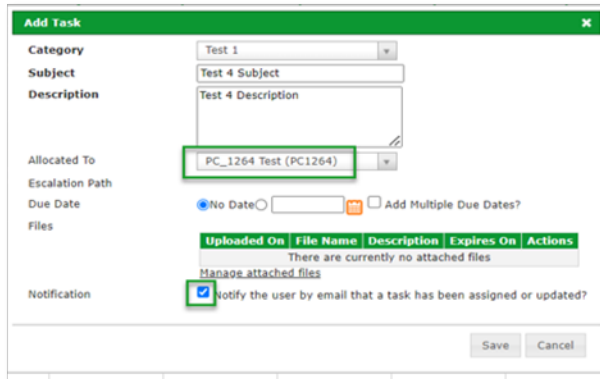 Add Task
Category Test 1
Subject Test 4 Subject
Description Test 4 Description
Allocated To PC_1264 Test (PC1264)
Escalation Path
Due Date No Date Add Multiple Due Dates?
Files
Uploaded On File Name Description Expires On Actions
There are currently no attached files
Manage attached files
Notification Notify the user by email that a task has been assigned or updated?
Save Cancel